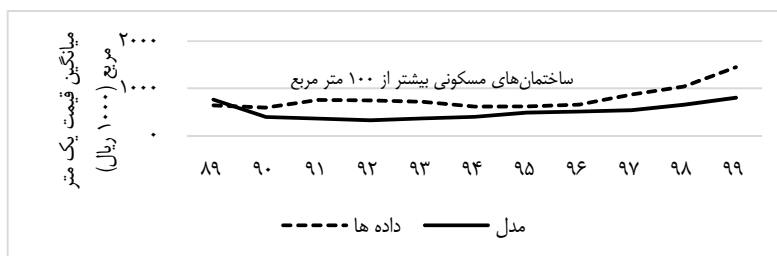 میانگین قیمت یک متر
مربع (۱۰۰۰ ریال)
۲۰۰۰
۱۰۰۰
۰
ساختمان‌های مسکونی بیشتر از ۱۰۰ متر مربع
۸۹ ۹۰ ۹۱ ۹۲ ۹۳ ۹۴ ۹۵ ۹۶ ۹۷ ۹۸ ۹۹
داده ها مدل